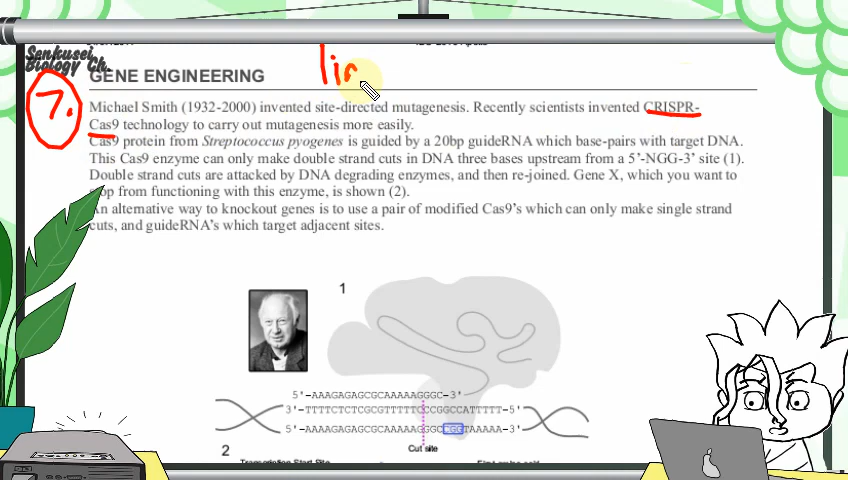 Senkusei
Biology Ch.
lir
GENE ENGINEERING
7.
Michael Smith (1932-2000) invented site-directed mutagenesis. Recently scientists invented CRISPR-
Cas9 technology to carry out mutagenesis more easily.
Cas9 protein from Streptococcus pyogenes is guided by a 20bp guideRNA which base-pairs with target DNA.
This Cas9 enzyme can only make double strand cuts in DNA three bases upstream from a 5'-NGG-3' site (1).
Double strand cuts are attacked by DNA degrading enzymes, and then re-joined. Gene X, which you want to
stop from functioning with this enzyme, is shown (2).
An alternative way to knockout genes is to use a pair of modified Cas9's which can only make single strand
cuts, and guideRNA's which target adjacent sites.
1
5'-AAAGAGAGCGCAAAAAGGGC-3'
3'-TTTTCTCTCGCGTTTTTCCCGGCCATTTTT-5'
5'-AAAAGAGAGCGCAAAAAGGGCCGGTAAAAA-3'
Cut site
2
Transcription Start Site